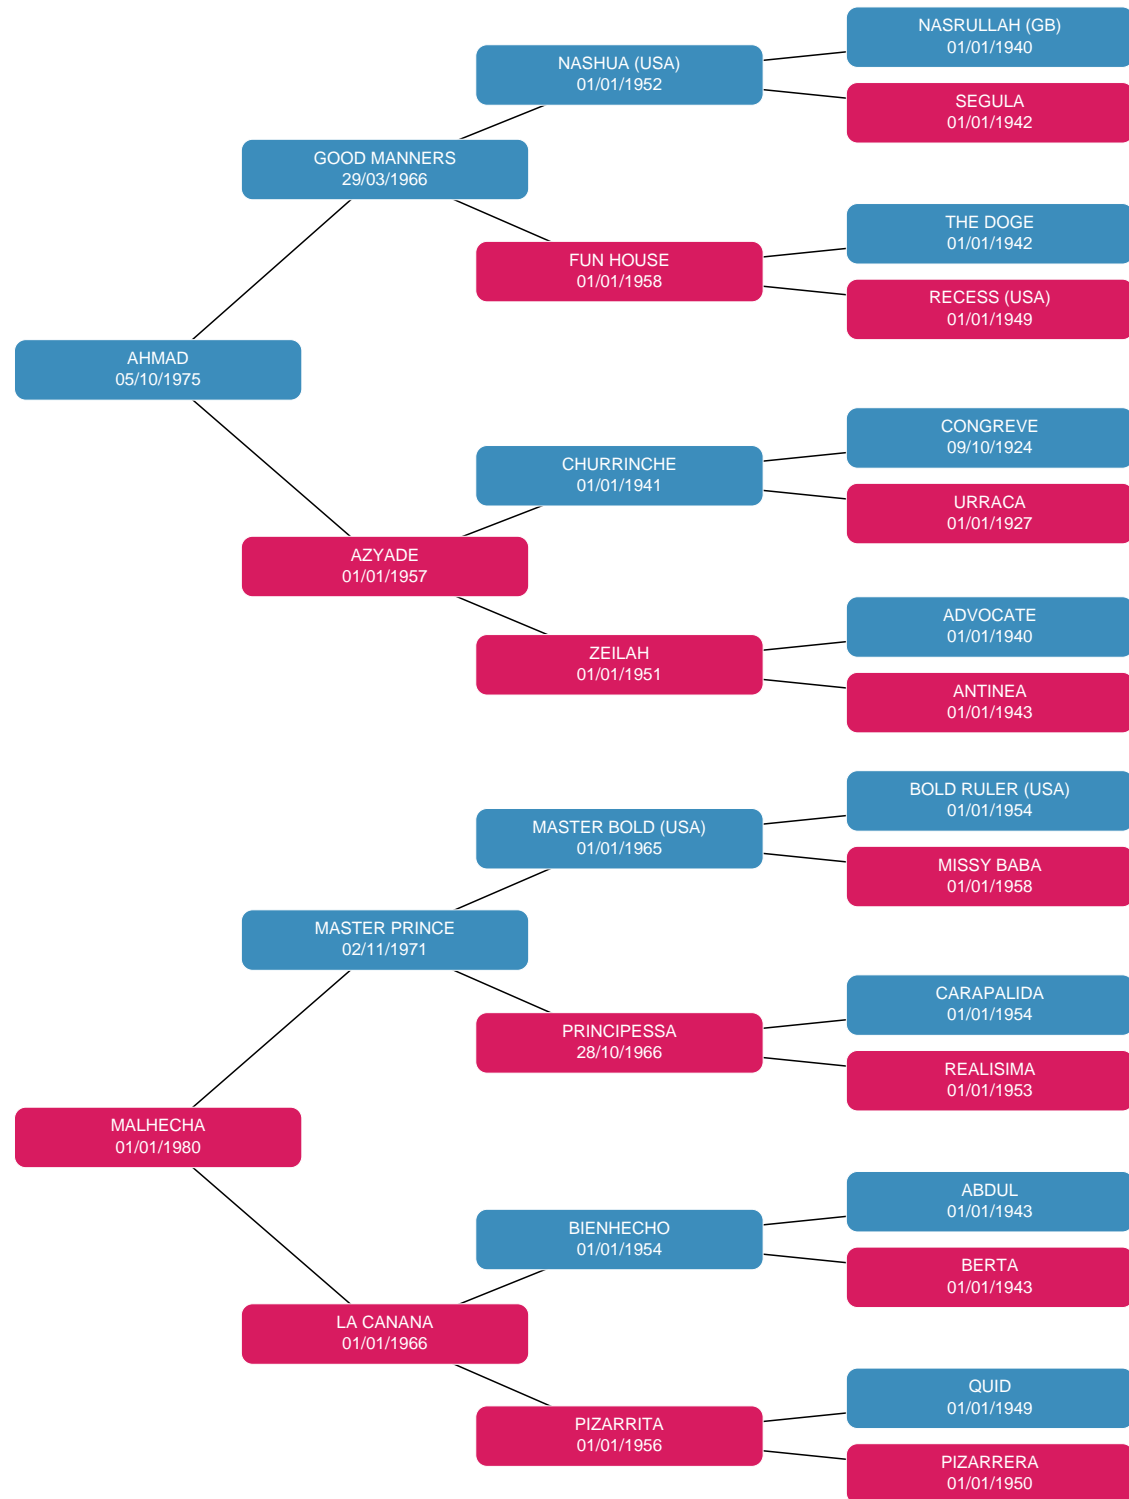 NASRULLAH (GB)
01/01/1940
NASHUA (USA)
01/01/1952
SEGULA
01/01/1942
GOOD MANNERS
29/03/1966
THE DOGE
01/01/1942
FUN HOUSE
01/01/1958
RECESS (USA)
01/01/1949
AHMAD
05/10/1975
CONGREVE
09/10/1924
CHURRINCHE
01/01/1941
URRACA
01/01/1927
AZYADE
01/01/1957
ADVOCATE
01/01/1940
ZEILAH
01/01/1951
ANTINEA
01/01/1943
BOLD RULER (USA)
01/01/1954
MASTER BOLD (USA)
01/01/1965
MISSY BABA
01/01/1958
MASTER PRINCE
02/11/1971
CARAPALIDA
01/01/1954
PRINCIPESSA
28/10/1966
REALISIMA
01/01/1953
MALHECHA
01/01/1980
ABDUL
01/01/1943
BIENHECHO
01/01/1954
BERTA
01/01/1943
LA CANANA
01/01/1966
QUID
01/01/1949
PIZARRITA
01/01/1956
PIZARRERA
01/01/1950